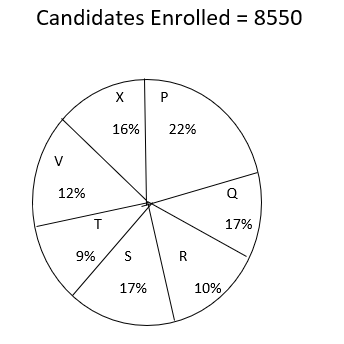 Candidates Enrolled = 8550
X
16%
P
22%
Q
17%
R
10%
S
17%
T
9%
V
12%